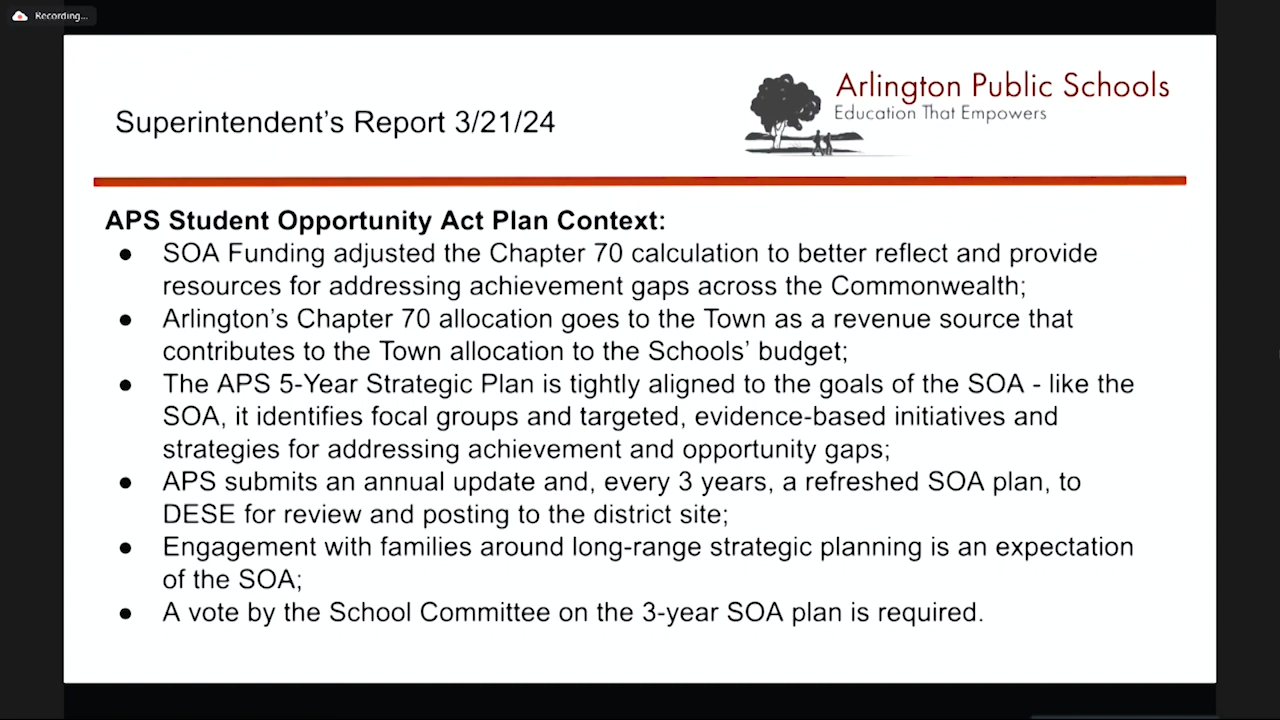 Recording...
Arlington Public Schools
Education That Empowers
Superintendent's Report 3/21/24
APS Student Opportunity Act Plan Context:
● SOA Funding adjusted the Chapter 70 calculation to better reflect and provide
resources for addressing achievement gaps across the Commonwealth;
● Arlington's Chapter 70 allocation goes to the Town as a revenue source that
contributes to the Town allocation to the Schools' budget;
● The APS 5-Year Strategic Plan is tightly aligned to the goals of the SOA - like the
SOA, it identifies focal groups and targeted, evidence-based initiatives and
strategies for addressing achievement and opportunity gaps;
● APS submits an annual update and, every 3 years, a refreshed SOA plan, to
DESE for review and posting to the district site;
● Engagement with families around long-range strategic planning is an expectation
of the SOA;
● A vote by the School Committee on the 3-year SOA plan is required.